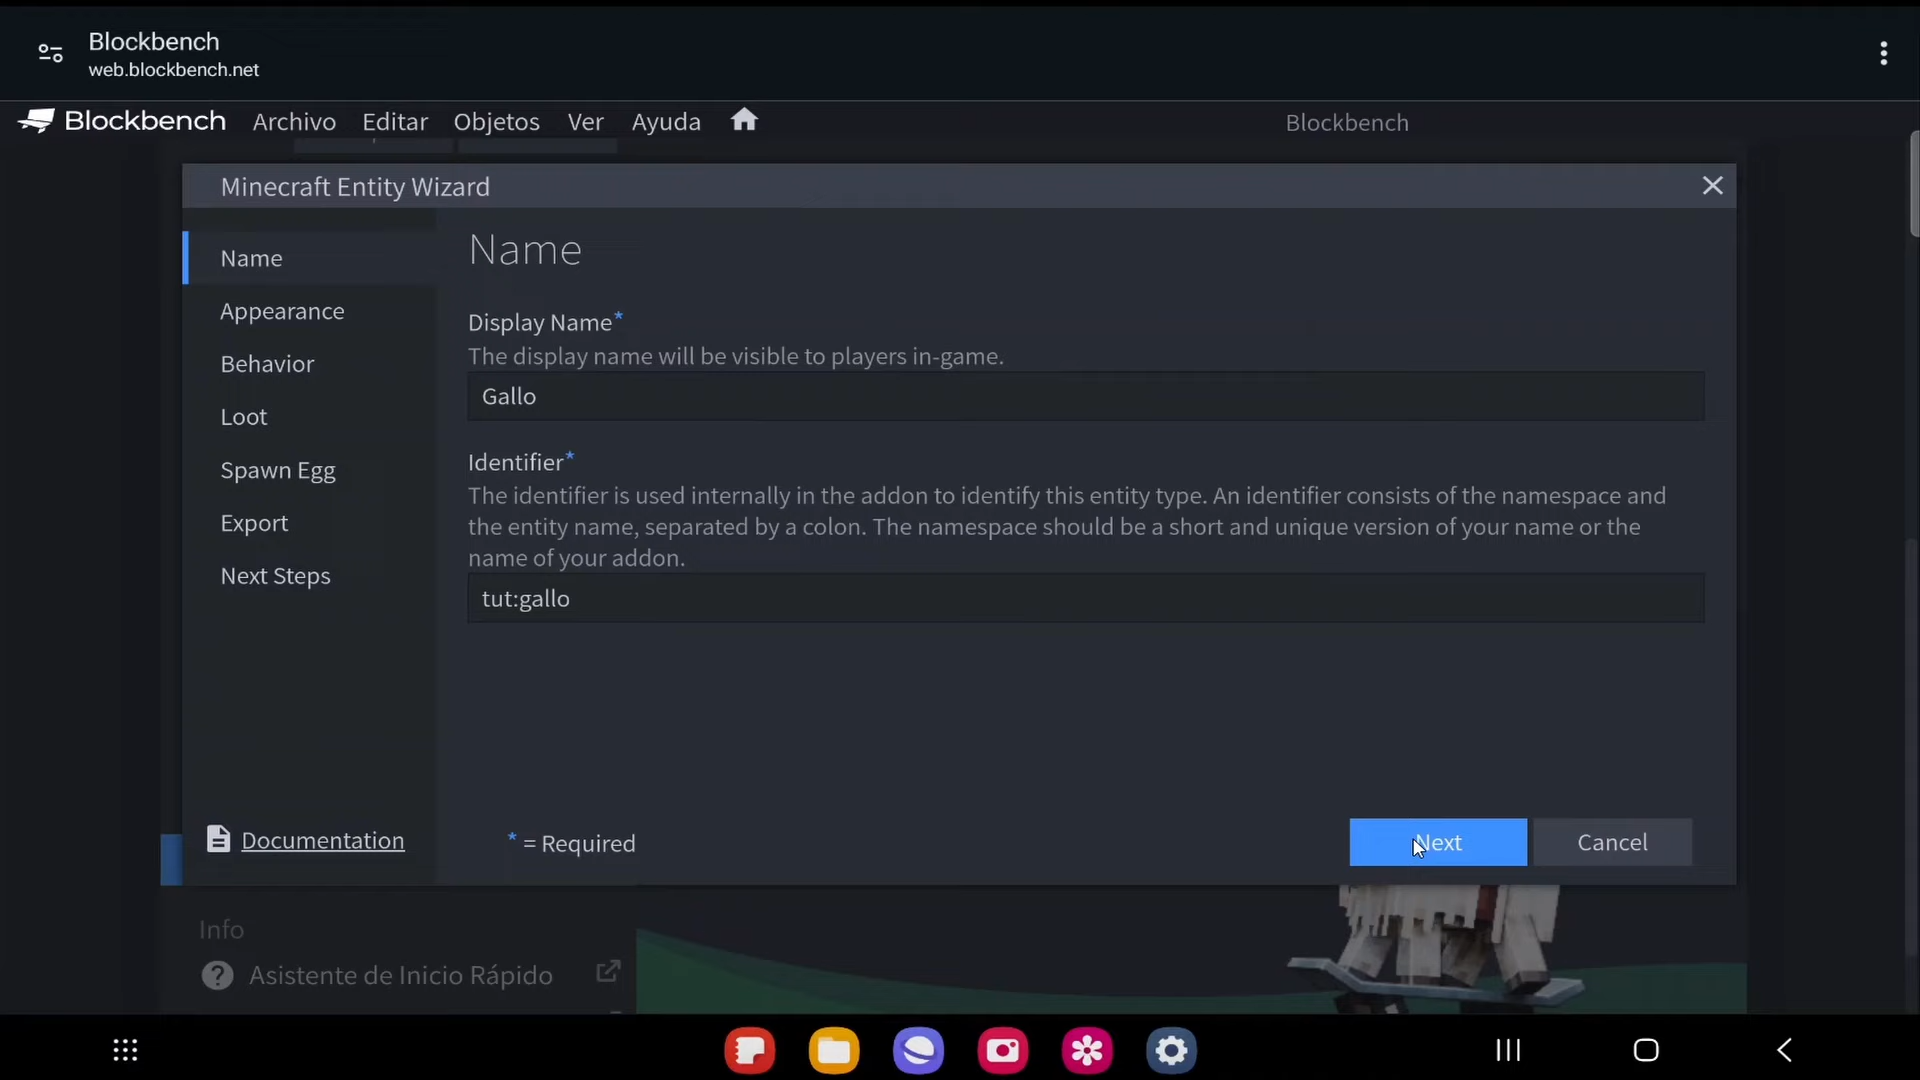 Blockbench
web.blockbench.net
Blockbench Archivo Editar Objetos Ver Ayuda Blockbench
Minecraft Entity Wizard
Name
Appearance
Behavior
Loot
Spawn Egg
Export
Next Steps
Documentation
Name
Display Name*
The display name will be visible to players in-game.
Gallo
Identifier*
The identifier is used internally in the addon to identify this entity type. An identifier consists of the namespace and
the entity name, separated by a colon. The namespace should be a short and unique version of your name or the
name of your addon.
tut:gallo
* = Required
Next Cancel
Info
Asistente de Inicio Rápido